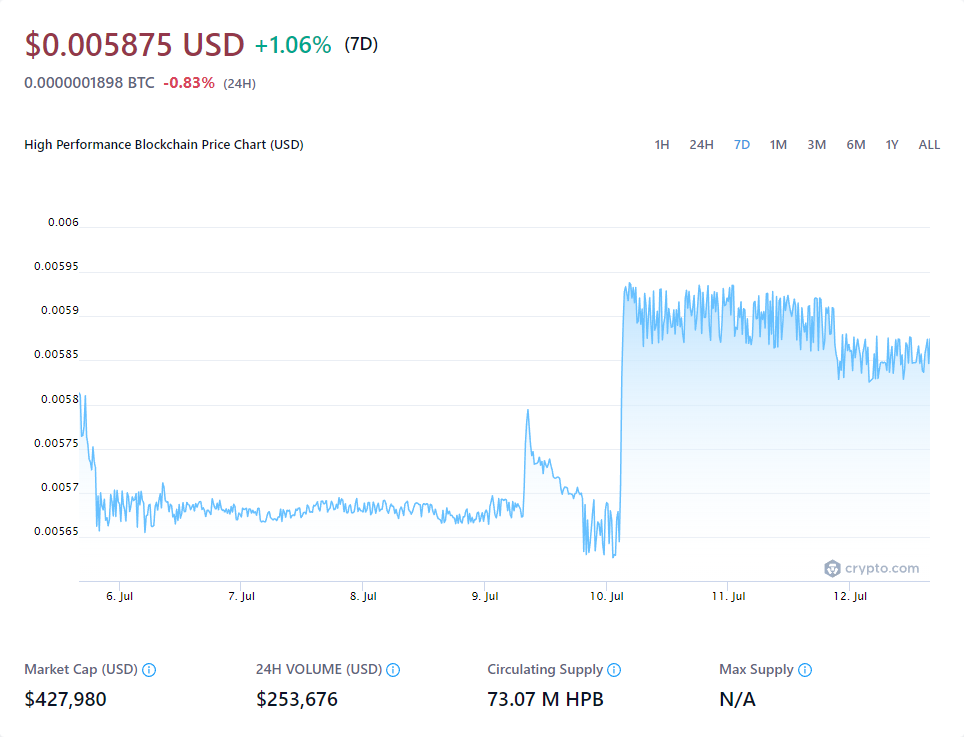 $0.005875 USD +1.06% (7D)
0.0000001898 BTC -0.83% (24H)
High Performance Blockchain Price Chart (USD) 1H 24H 7D 1M 3M 6M 1Y ALL
0.006
0.00595
0.0059
0.00585
0.0058
0.00575
0.0057
0.00565
crypto.com
6. Jul 7. Jul 8. Jul 9. Jul 10. Jul 11. Jul 12. Jul
Market Cap (USD) 24H VOLUME (USD) Circulating Supply Max Supply
$427,980 $253,676 73.07 M HPB N/A